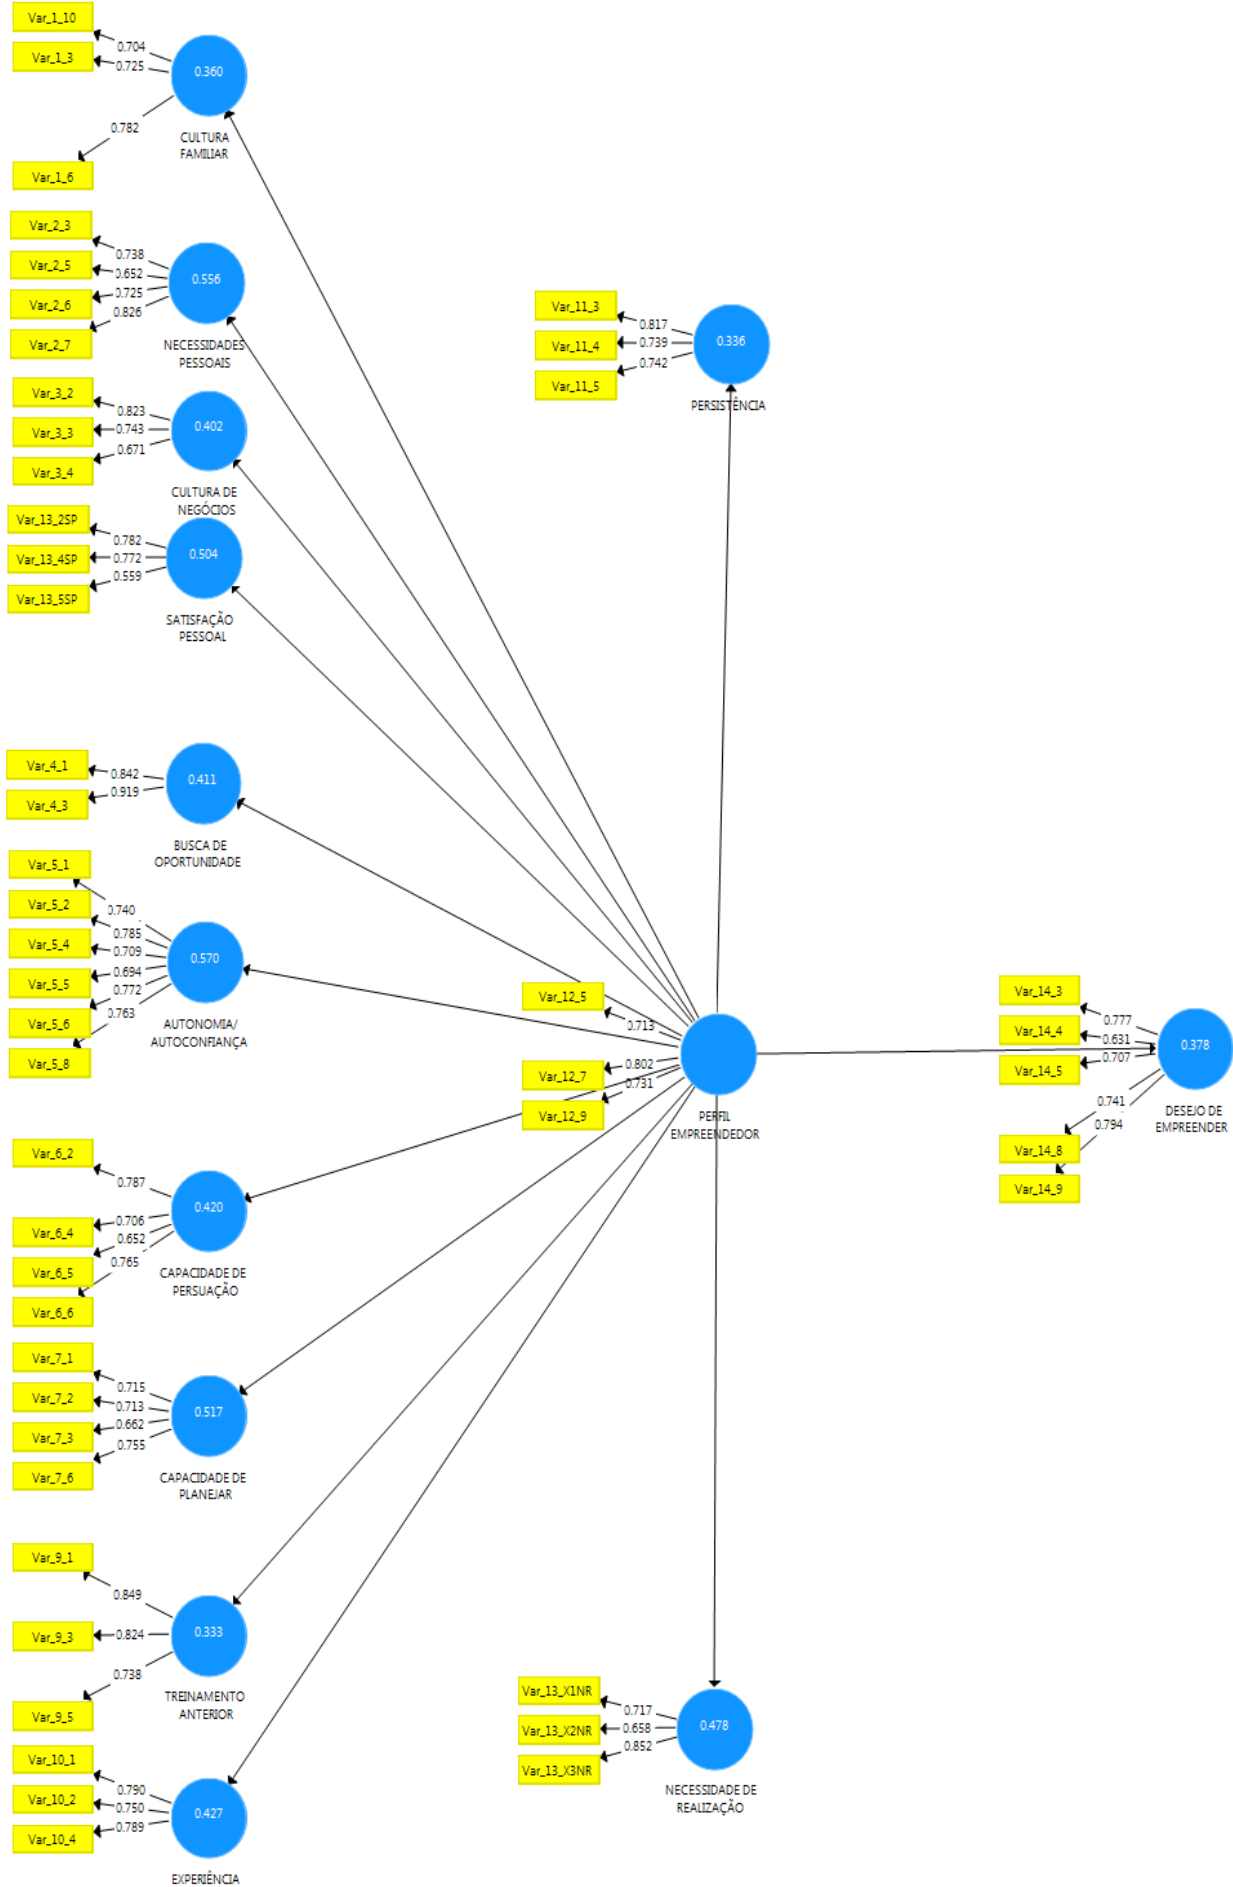 Var_1_10
0.704
Var_1_3
0.725
0.360
0.782
CULTURA
FAMILIAR
Var_1_6
Var_2_3
0.738
Var_2_5
0.652
0.556
Var_2_6
0.725
0.826
Var_2_7
NECESSIDADES
PESSOAIS
Var_3_2
0.823
Var_3_3
0.743
0.402
0.671
Var_3_4
CULTURA DE
NEGÓCIOS
Var_13_2SP
0.782
Var_13_4SP
0.772
0.504
0.559
Var_13_5SP
SATISFAÇÃO
PESSOAL
Var_11_3
0.817
Var_11_4
0.739
0.336
0.742
Var_11_5
PERSISTÊNCIA
Var_4_1
0.842
0.411
0.919
Var_4_3
BUSCA DE
OPORTUNIDADE
Var_5_1
0.740
Var_5_2
0.785
Var_5_4
0.709
0.570
0.694
Var_5_5
0.772
0.763
Var_5_6
Var_5_8
AUTONOMIA/
AUTOCONFIANÇA
Var_12_5
0.713
0.802
Var_12_7
0.731
Var_12_9
PERFIL
EMPREENDEDOR
Var_14_3
0.777
Var_14_4
0.631
0.378
0.707
Var_14_5
0.741
0.794
Var_14_8
Var_14_9
DESEJO DE
EMPREENDER
Var_6_2
0.787
0.420
0.706
Var_6_4
0.652
0.765
Var_6_5
Var_6_6
CAPACIDADE DE
PERSUAÇÃO
Var_7_1
0.715
Var_7_2
0.713
0.517
0.662
Var_7_3
0.755
Var_7_6
CAPACIDADE DE
PLANEJAR
Var_9_1
0.849
0.333
Var_9_3
0.824
0.738
Var_9_5
TREINAMENTO
ANTERIOR
Var_13_X1NR
0.717
Var_13_X2NR
0.658
0.478
0.852
Var_13_X3NR
NECESSIDADE DE
REALIZAÇÃO
Var_10_1
0.790
Var_10_2
0.750
0.427
0.789
Var_10_4
EXPERIÊNCIA